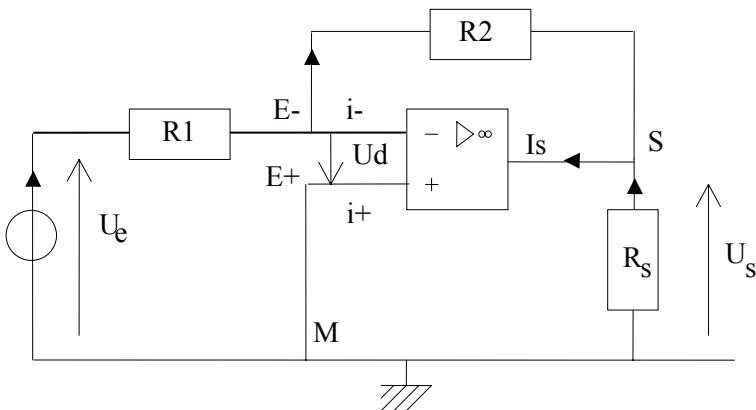 R2
E- i-
R1
− ▷∞
Ud
Is
S
E+
+
i+
Ue
Rs
Us
M